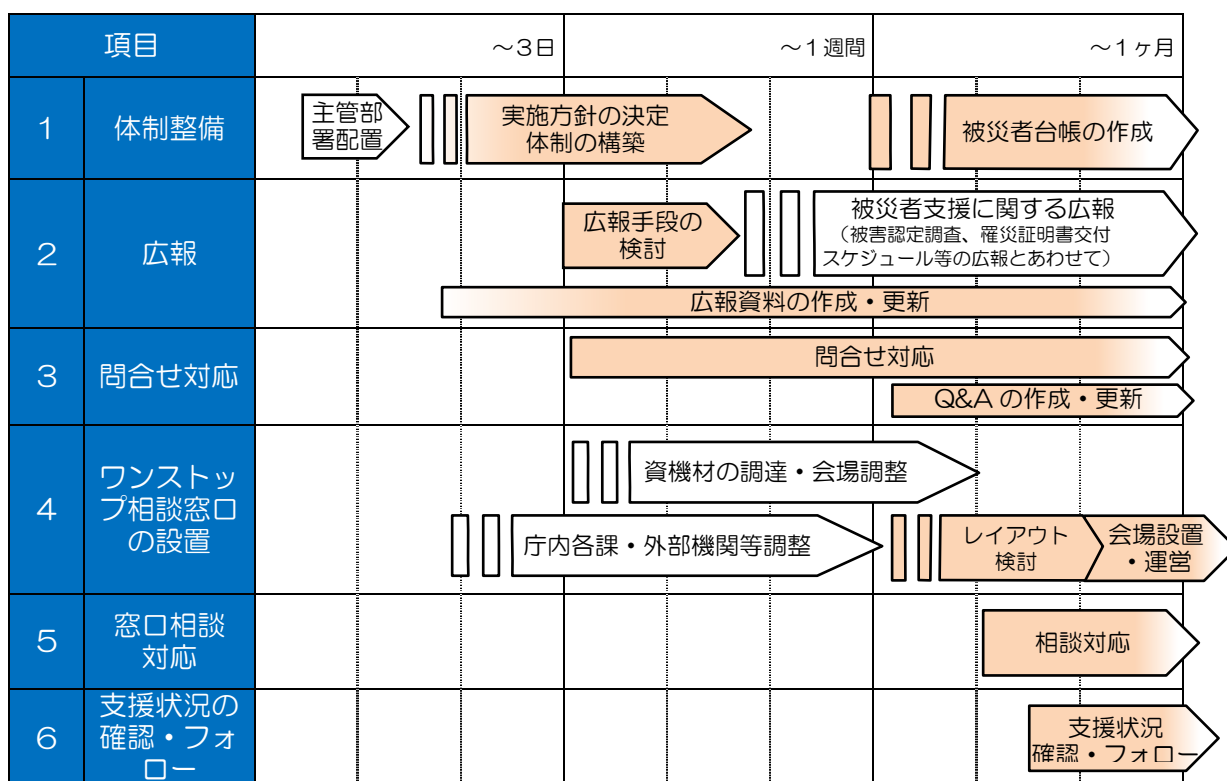 項目
～3日
～1週間
～1ヶ月
1
体制整備
主管部
署配置
実施方針の決定
体制の構築
被災者台帳の作成
2
広報
広報手段の
検討
被災者支援に関する広報
（被害認定調査、罹災証明書交付
スケジュール等の広報とあわせて）
広報資料の作成・更新
3
問合せ対応
問合せ対応
Q&Aの作成・更新
4
ワンストッ
プ相談窓口
の設置
資機材の調達・会場調整
庁内各課・外部機関等調整
レイアウト
検討
会場設置
・運営
5
窓口相談
対応
相談対応
6
支援状況の
確認・フォ
ロー
支援状況
確認・フォロー